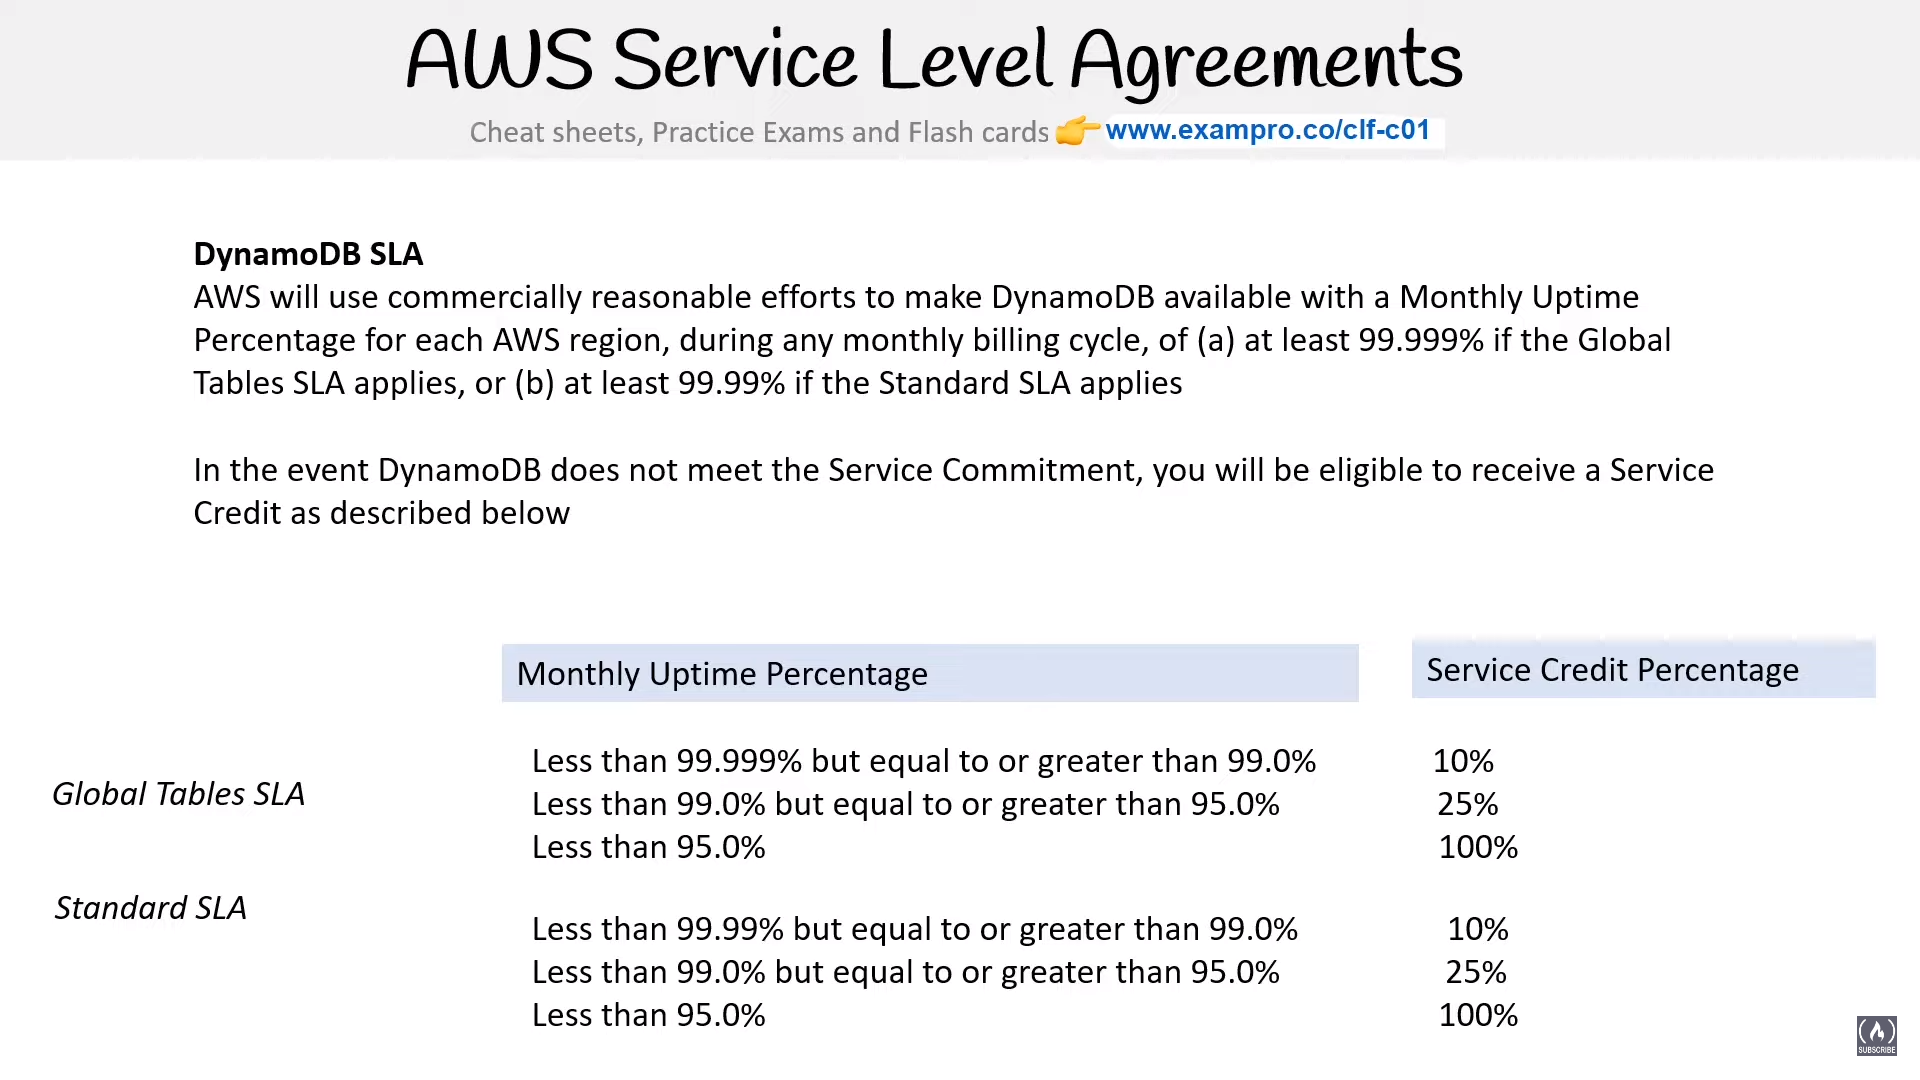 AWS Service Level Agreements
Cheat sheets, Practice Exams and Flash cards 👉 www.exampro.co/clf-c01
DynamoDB SLA
AWS will use commercially reasonable efforts to make DynamoDB available with a Monthly Uptime
Percentage for each AWS region, during any monthly billing cycle, of (a) at least 99.999% if the Global
Tables SLA applies, or (b) at least 99.99% if the Standard SLA applies
In the event DynamoDB does not meet the Service Commitment, you will be eligible to receive a Service
Credit as described below
Monthly Uptime Percentage Service Credit Percentage
Global Tables SLA
Less than 99.999% but equal to or greater than 99.0% 10%
Less than 99.0% but equal to or greater than 95.0% 25%
Less than 95.0% 100%
Standard SLA
Less than 99.99% but equal to or greater than 99.0% 10%
Less than 99.0% but equal to or greater than 95.0% 25%
Less than 95.0% 100%
SUBSCRIBE